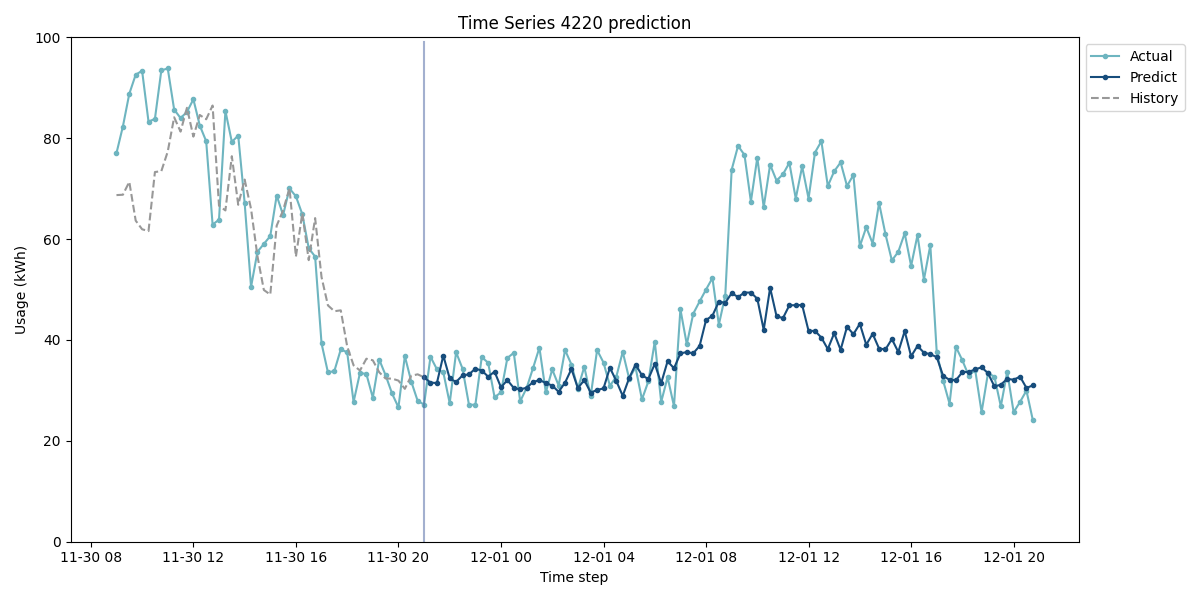 Time Series 4220 prediction
Usage (kWh)
100
80
60
40
20
0
11-30 08
11-30 12
11-30 16
11-30 20
12-01 00
12-01 04
12-01 08
12-01 12
12-01 16
12-01 20
Time step
Actual
Predict
History